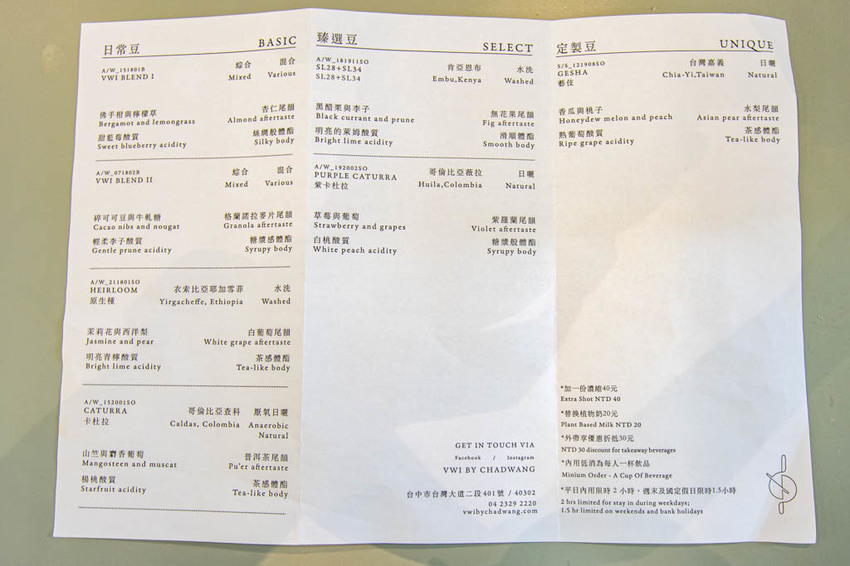 日常豆 BASIC
A/W_151801B 綜合 混合
VWI BLEND I Mixed Various
佛手柑與檸檬草 杏仁尾韻
Bergamot and lemongrass Almond aftertaste
甜藍莓酸質 絲綢般體酯
Sweet blueberry acidity Silky body
A/W_071802B 綜合 混合
VWI BLEND II Mixed Various
碎可可豆與牛軋糖 格蘭諾拉麥片尾韻
Cacao nibs and nougat Granola aftertaste
輕柔李子酸質 糖漿感體酯
Gentle prune acidity Syrupy body
A/W_211801SO
HEIRLOOM 衣索比亞耶加雪菲 水洗
原生種 Yirgacheffe, Ethiopia Washed
茉莉花與西洋梨 白葡萄尾韻
Jasmine and pear White grape aftertaste
明亮青檸酸質 茶感體酯
Bright lime acidity Tea-like body
A/W_152001SO
CATURRA 哥倫比亞查科 厭氧日曬
卡杜拉 Caldas, Colombia Anaerobic
Natural
山竺與麝香葡萄 普洱茶尾韻
Mangosteen and muscat Pu'er aftertaste
楊桃酸質 茶感體酯
Starfruit acidity Tea-like body
臻選豆 SELECT
A/W_181911SO
SL28+SL34 肯亞恩布 水洗
SL28+SL34 Embu,Kenya Washed
黑醋栗與李子 無花果尾韻
Black currant and prune Fig aftertaste
明亮的萊姆酸質 滑順體酯
Bright lime acidity Smooth body
A/W_192002SO
PURPLE CATURRA 哥倫比亞薇拉 日曬
紫卡杜拉 Huila,Colombia Natural
草莓與葡萄 紫羅蘭尾韻
Strawberry and grapes Violet aftertaste
白桃酸質 糖漿般體酯
White peach acidity Syrupy body
GET IN TOUCH VIA
Facebook / Instagram
VWI BY CHADWANG
台中市台灣大道二段401號 / 40302
04 2329 2220
vwibychadwang.com
定製豆 UNIQUE
S/S_121908SO 台灣嘉義 日曬
GESHA Chia-Yi,Taiwan Natural
藝伎
香瓜與桃子 水梨尾韻
Honeydew melon and peach Asian pear aftertaste
熟葡萄酸質 茶感體酯
Ripe grape acidity Tea-like body
*加一份濃縮40元
Extra Shot NTD 40
*替換植物奶20元
Plant Based Milk NTD 20
*外帶享優惠折抵30元
NTD 30 discount for takeaway beverages
*內用低消為每人一杯飲品
Minium Order - A Cup Of Beverage
*平日內用限時 2 小時，週末及國定假日限時1.5小時
2 hrs limited for stay in during weekdays;
1.5 hr limited on weekends and bank holidays